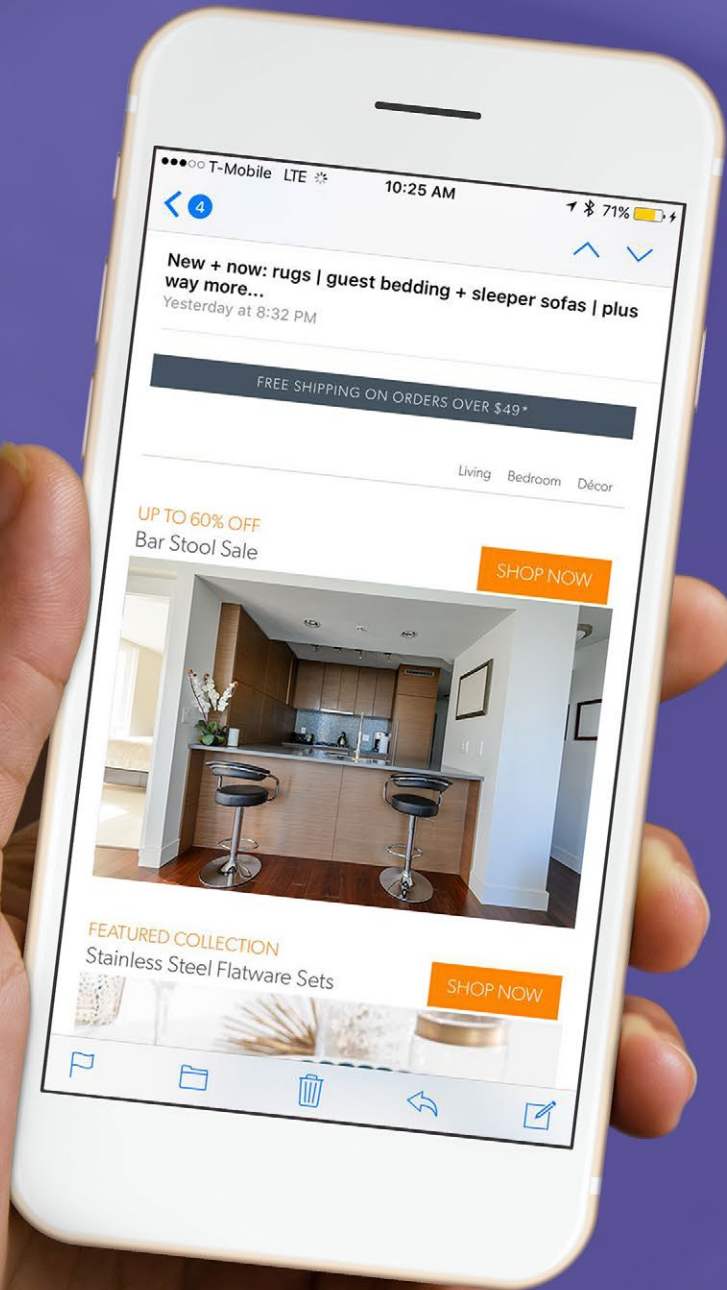 T-Mobile LTE 10:25 AM 71%
4
New + now: rugs | guest bedding + sleeper sofas | plus
way more...
Yesterday at 8:32 PM
FREE SHIPPING ON ORDERS OVER $49*
Living Bedroom Décor
UP TO 60% OFF
Bar Stool Sale
SHOP NOW
FEATURED COLLECTION
Stainless Steel Flatware Sets
SHOP NOW